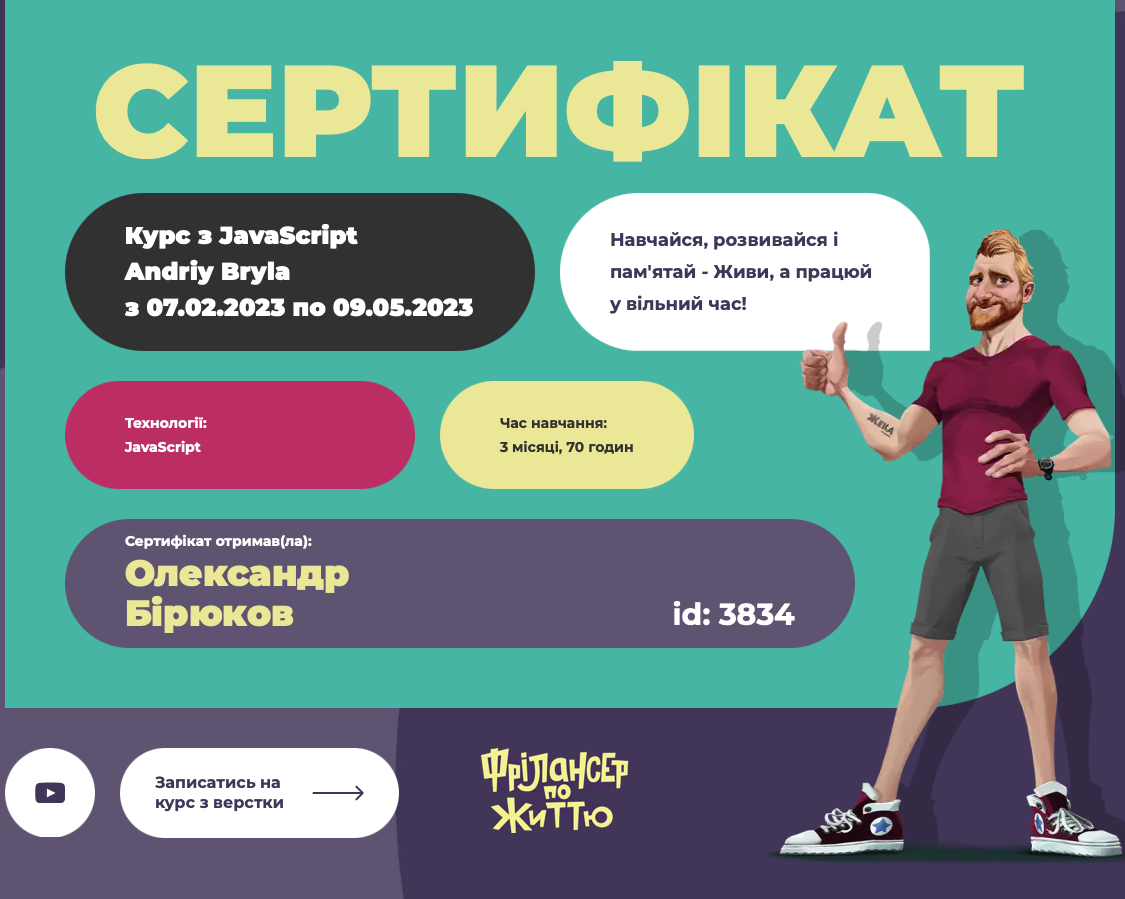 СЕРТИФІКАТ
Курс з JavaScript
Andriy Bryla
з 07.02.2023 по 09.05.2023
Навчайся, розвивайся і
пам'ятай - Живи, а працюй
у вільний час!
Технології:
JavaScript
Час навчання:
3 місяці, 70 годин
ЖЕКА
Сертифікат отримав(ла):
Олександр
Бірюков
id: 3834
Записатись на
курс з верстки
Фрілансер
по
життю